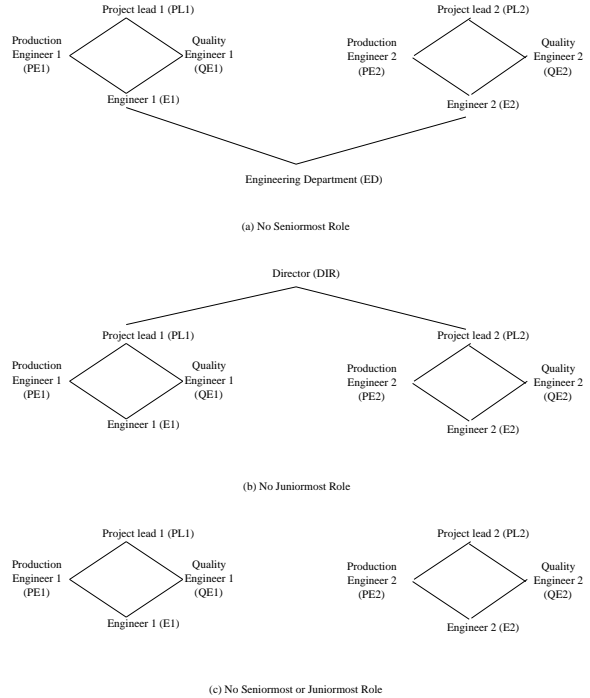 Project lead 1 (PL1)
Project lead 2 (PL2)
Production
Engineer 1
(PE1)
Quality
Engineer 1
(QE1)
Production
Engineer 2
(PE2)
Quality
Engineer 2
(QE2)
Engineer 1 (E1)
Engineer 2 (E2)
Engineering Department (ED)
(a) No Seniormost Role
Director (DIR)
Project lead 1 (PL1)
Project lead 2 (PL2)
Production
Engineer 1
(PE1)
Quality
Engineer 1
(QE1)
Production
Engineer 2
(PE2)
Quality
Engineer 2
(QE2)
Engineer 1 (E1)
Engineer 2 (E2)
(b) No Juniormost Role
Project lead 1 (PL1)
Project lead 2 (PL2)
Production
Engineer 1
(PE1)
Quality
Engineer 1
(QE1)
Production
Engineer 2
(PE2)
Quality
Engineer 2
(QE2)
Engineer 1 (E1)
Engineer 2 (E2)
(c) No Seniormost or Juniormost Role